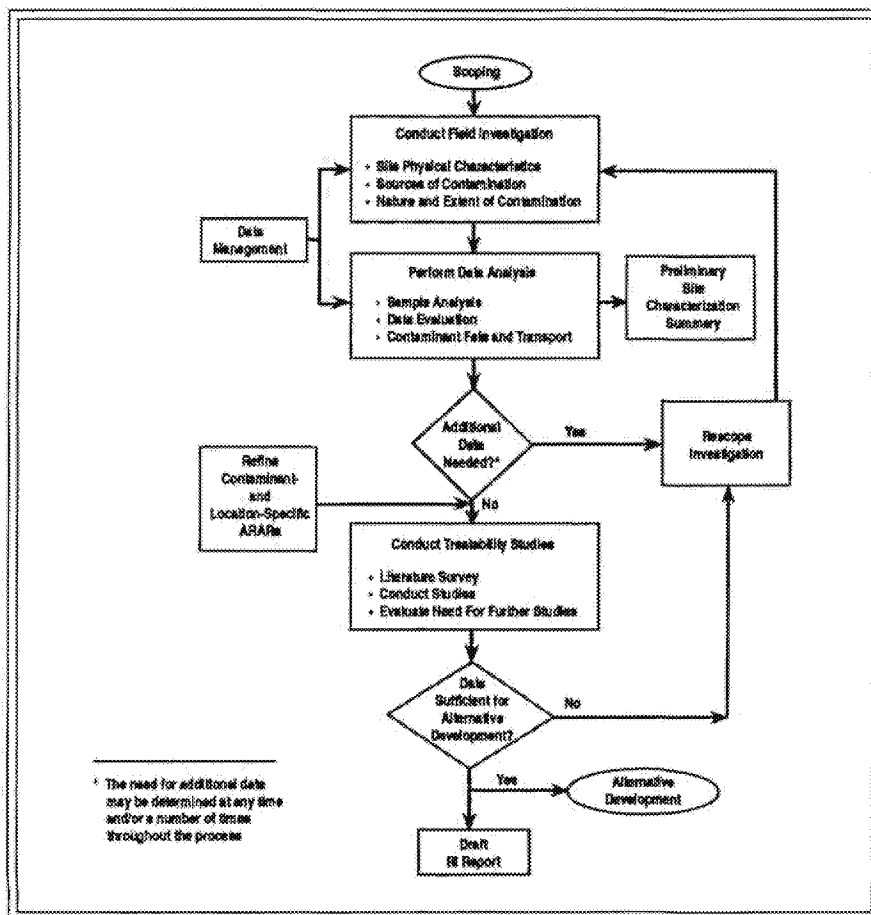 Scoping
Conduct Field Investigation
• Site Physical Characteristics
• Sources of Contamination
• Nature and Extent of Contamination
Data
Management
Perform Data Analysis
• Sample Analysis
• Data Evaluation
• Contaminant Fate and Transport
Preliminary
Site
Characterization
Summary
Additional
Data
Needed?*
Yes
Rescope
Investigation
Refine
Contaminant-
and
Location-Specific
ARARs
No
Conduct Treatability Studies
• Literature Survey
• Conduct Studies
• Evaluate Need For Further Studies
Data
Sufficient for
Alternative
Development?
No
Yes
Alternative
Development
Draft
RI Report
* The need for additional data
may be determined at any time
and/or a number of times
throughout the process